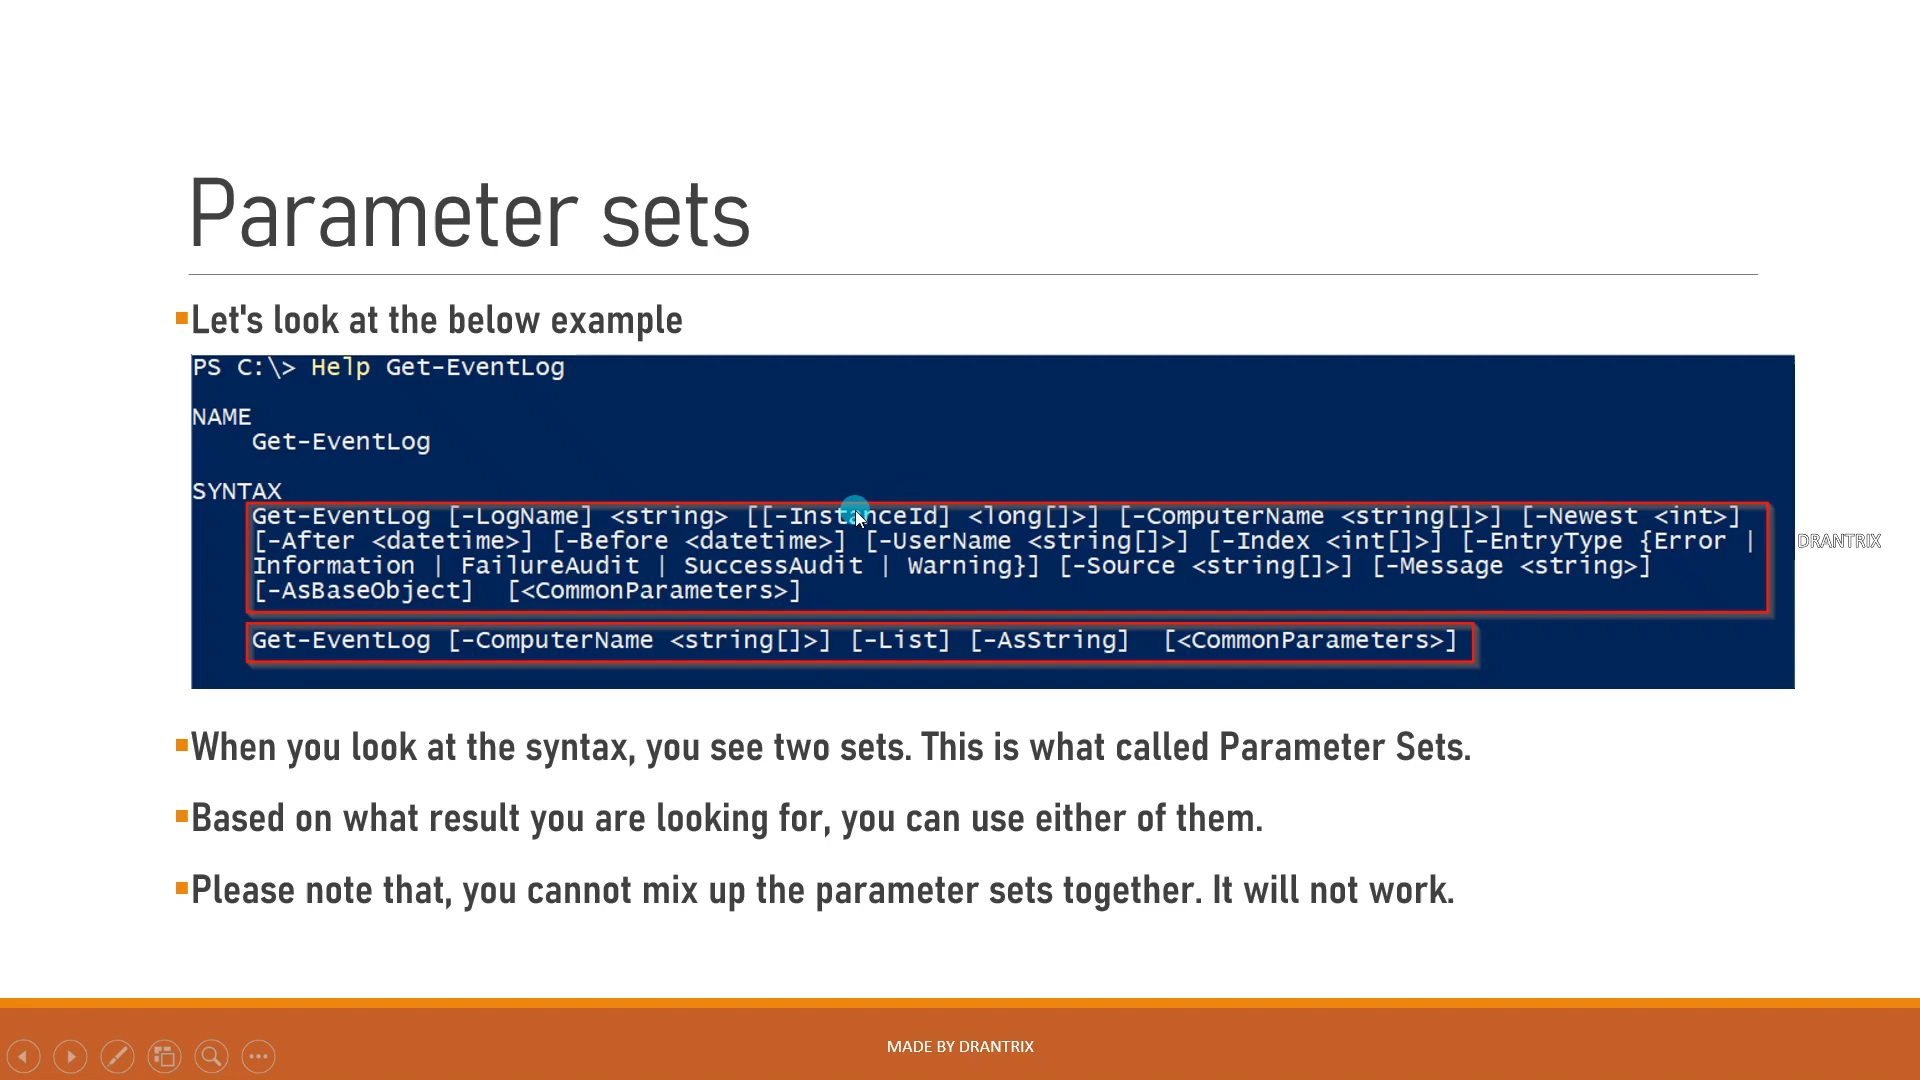 Parameter sets
▪Let's look at the below example
PS C:\> Help Get-EventLog
NAME
Get-EventLog
SYNTAX
Get-EventLog [-LogName] <string> [[-InstanceId] <long[]>] [-ComputerName <string[]>] [-Newest <int>]
[-After <datetime>] [-Before <datetime>] [-UserName <string[]>] [-Index <int[]>] [-EntryType {Error |
Information | FailureAudit | SuccessAudit | Warning}] [-Source <string[]>] [-Message <string>]
[-AsBaseObject]  [<CommonParameters>]
DRANTRIX
Get-EventLog [-ComputerName <string[]>] [-List] [-AsString]  [<CommonParameters>]
▪When you look at the syntax, you see two sets. This is what called Parameter Sets.
▪Based on what result you are looking for, you can use either of them.
▪Please note that, you cannot mix up the parameter sets together. It will not work.
MADE BY DRANTRIX